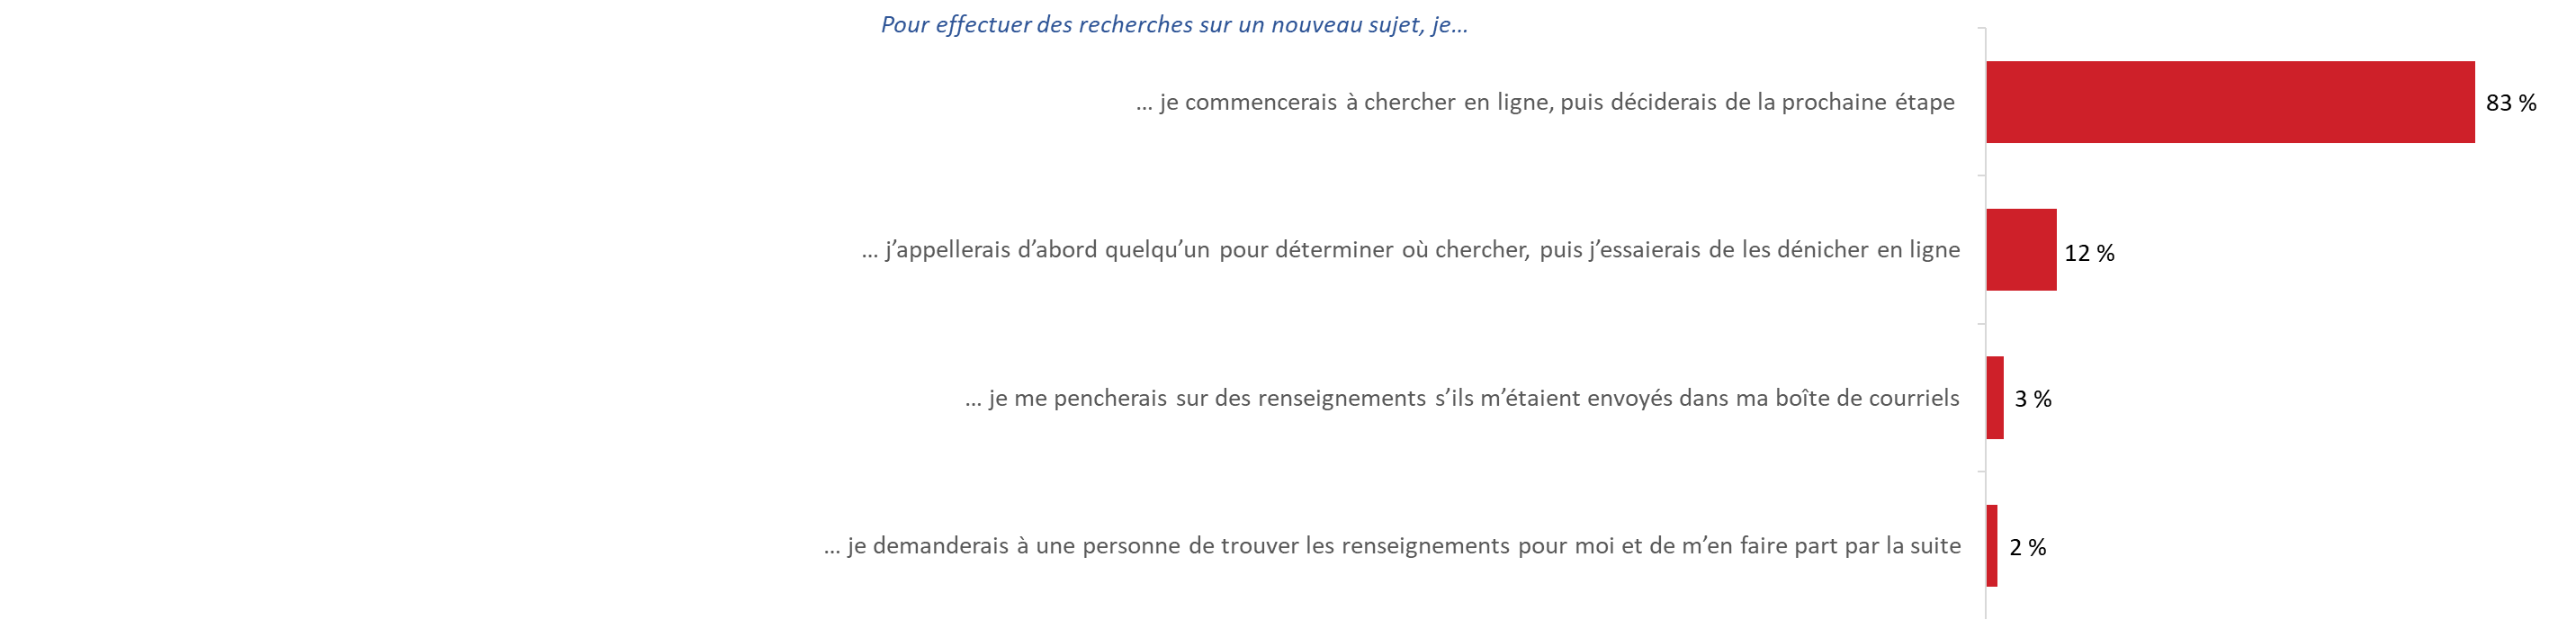 Pour effectuer des recherches sur un nouveau sujet, je…
… je commencerais à chercher en ligne, puis déciderais de la prochaine étape
83 %
… j’appellerais d’abord quelqu’un pour déterminer où chercher, puis j’essaierais de les dénicher en ligne
12 %
… je me pencherais sur des renseignements s’ils m’étaient envoyés dans ma boîte de courriels
3 %
… je demanderais à une personne de trouver les renseignements pour moi et de m’en faire part par la suite
2 %